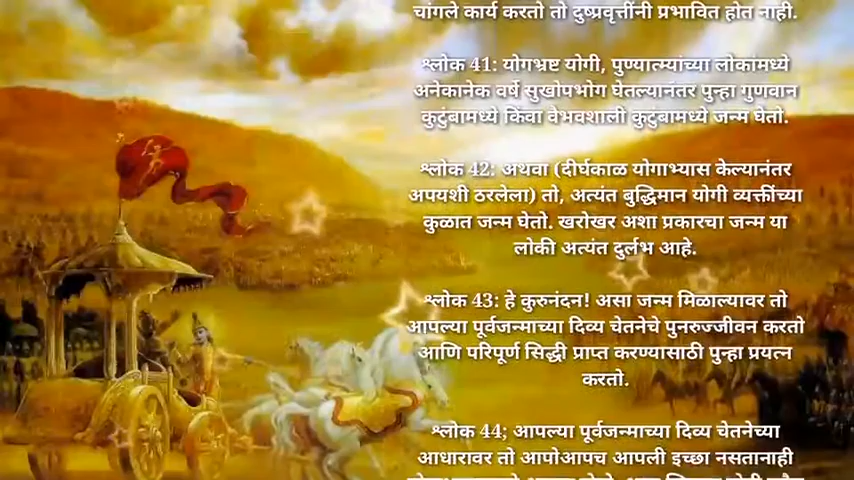 चांगले कार्य करतो तो दुष्प्रवृत्तींनी प्रभावित होत नाही.
श्लोक 41: योगभ्रष्ट योगी, पुण्यात्म्यांच्या लोकांमध्ये
अनेकानेक वर्षे सुखोपभोग घेतल्यानंतर पुन्हा गुणवान
कुटुंबामध्ये किंवा वेभवशाली कुटुंबामध्ये जन्म घेतो.
श्लोक 42: अथवा (दीर्घकाळ योगाभ्यास केल्यानंतर
अपयशी ठरलेला) तो, अत्यंत बुद्धिमान योगी व्यक्तींच्या
कुळात जन्म घेतो. खरोखर अशा प्रकारचा जन्म या
लोकी अत्यंत दुर्लभ आहे.
श्लोक 43: हे कुरुनंदन! असा जन्म मिळाल्यावर तो
आपल्या पूर्वजन्माच्या दिव्य चेतनेचे पुनरुज्जीवन करतो
आणि परिपूर्ण सिद्धी प्राप्त करण्यासाठी पुन्हा प्रयत्न
करतो.
श्लोक 44; आपल्या पूर्वजन्माच्या दिव्य चेतनेच्या
आधारावर तो आपोआपच आपली इच्छा नसतानाही